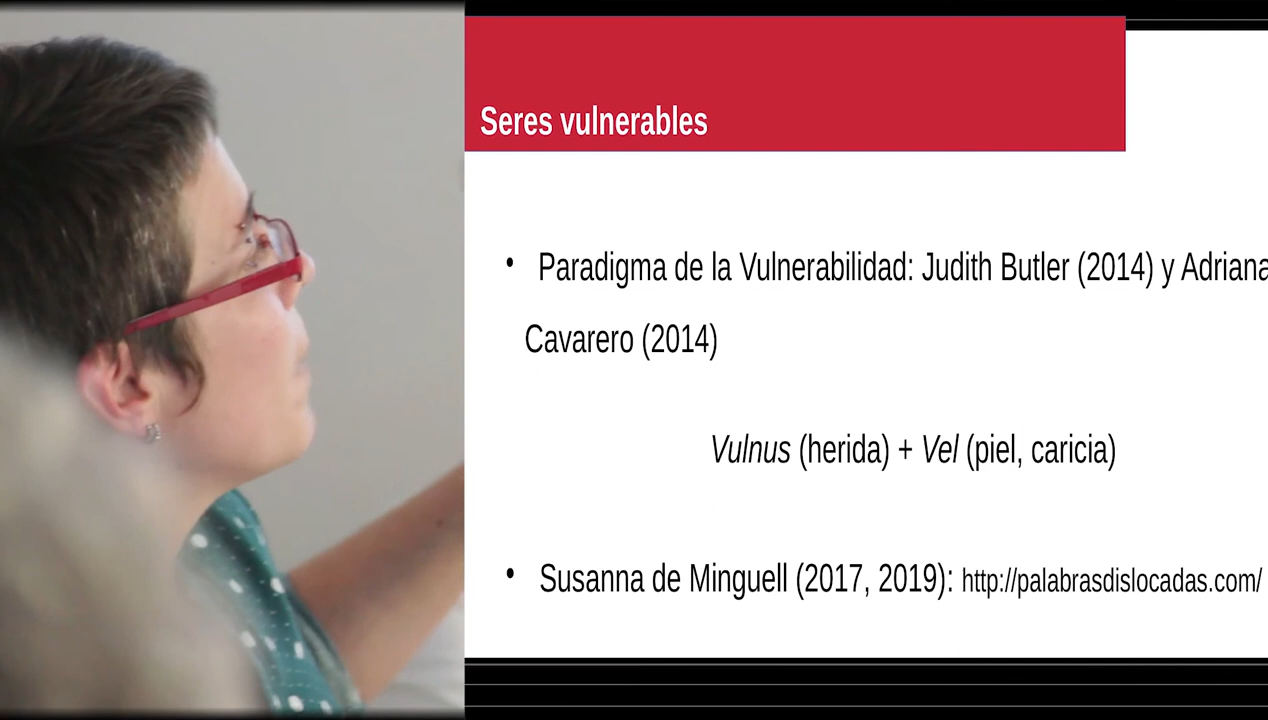 Seres vulnerables
• Paradigma de la Vulnerabilidad: Judith Butler (2014) y Adriana
Cavarero (2014)
Vulnus (herida) + Vel (piel, caricia)
• Susanna de Minguell (2017, 2019): http://palabrasdislocadas.com/